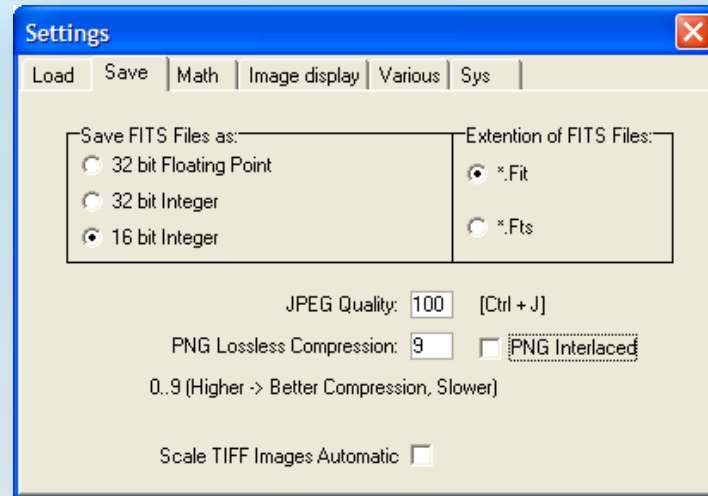 Settings
Load Save Math Image display Various Sys
Save FITS Files as: Extention of FITS Files:
32 bit Floating Point
*.Fit
32 bit Integer
*.Fts
16 bit Integer
JPEG Quality: 100 [Ctrl + J]
PNG Lossless Compression: 9 PNG Interlaced
0..9 (Higher -> Better Compression, Slower)
Scale TIFF Images Automatic